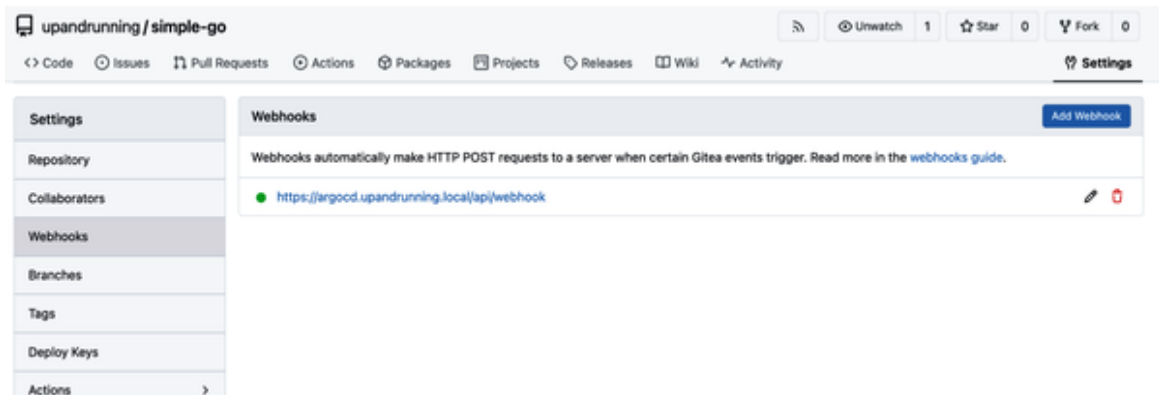 upandrunning / simple-go
Unwatch 1 Star 0 Fork 0
<> Code Issues Pull Requests Actions Packages Projects Releases Wiki Activity Settings
Settings
Repository
Collaborators
Webhooks
Branches
Tags
Deploy Keys
Actions
Webhooks Add Webhook
Webhooks automatically make HTTP POST requests to a server when certain Gitea events trigger. Read more in the webhooks guide.
https://argocd.upandrunning.local/api/webhook